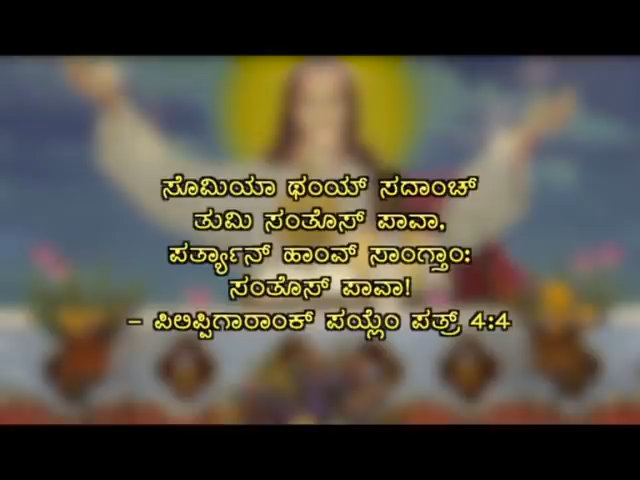 ಸೊಮಿಯಾ ಥಂಯ್ ಸದಾಂಚ್
ತುಮಿ ಸಂತೊಸ್ ಪಾವಾ,
ಪರ್ತ್ಯಾನ್ ಹಾಂವ್ ಸಾಂಗ್ತಾಂ:
ಸಂತೊಸ್ ಪಾವಾ!
– ಪಿಲಿಪ್ಪಿಗಾರಾಂಕ್ ಪಯ್ಲೆಂ ಪತ್ರ್ 4:4